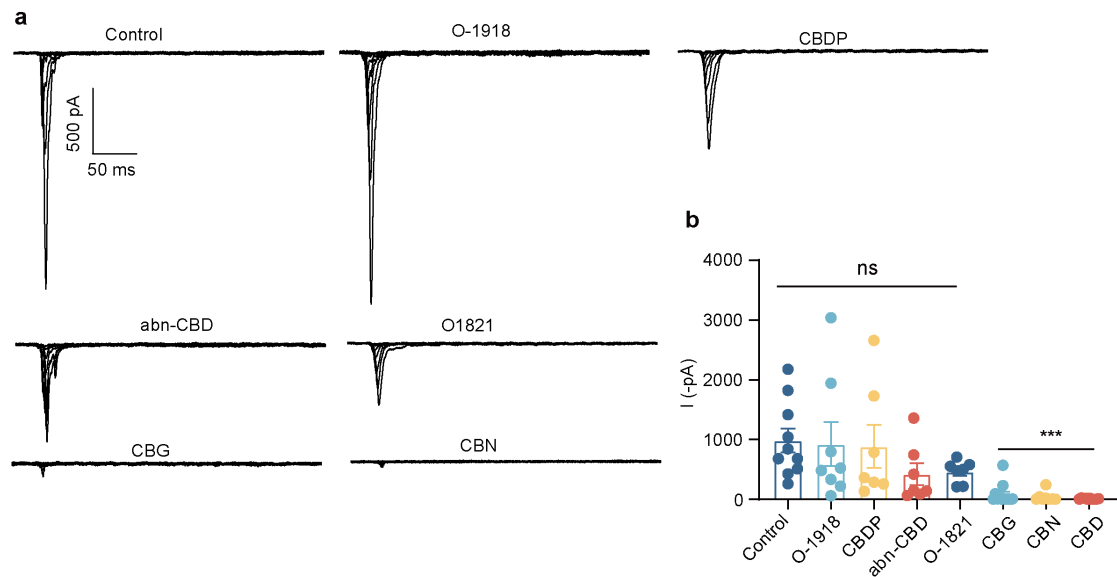 a
Control
O-1918
CBDP
500 pA
50 ms
abn-CBD
O1821
CBG
CBN
b
4000
3000
2000
1000
0
I (-pA)
ns
***
Control
O-1918
CBDP
abn-CBD
O-1821
CBG
CBN
CBD